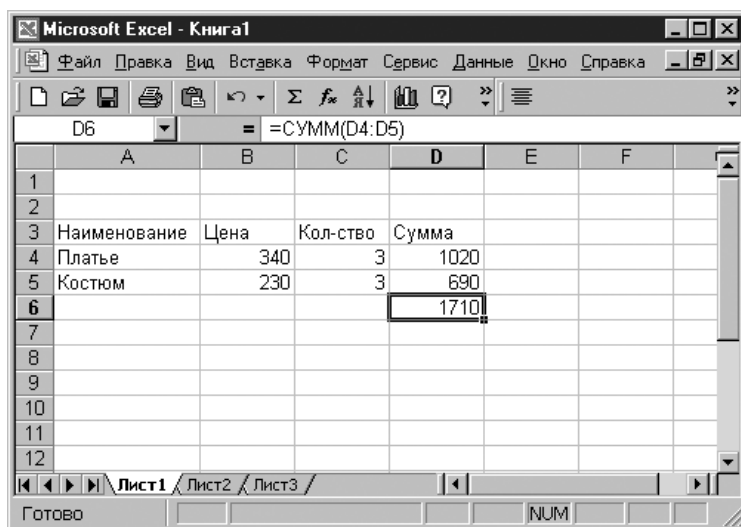 Microsoft Excel - Книга1
Файл Правка Вид Вставка Формат Сервис Данные Окно Справка
D6 = =СУММ(D4:D5)
A B C D E F
1
2
3 Наименование Цена Кол-ство Сумма
4 Платье 340 3 1020
5 Костюм 230 3 690
6 1710
7
8
9
10
11
12
Лист1 Лист2 Лист3
Готово NUM